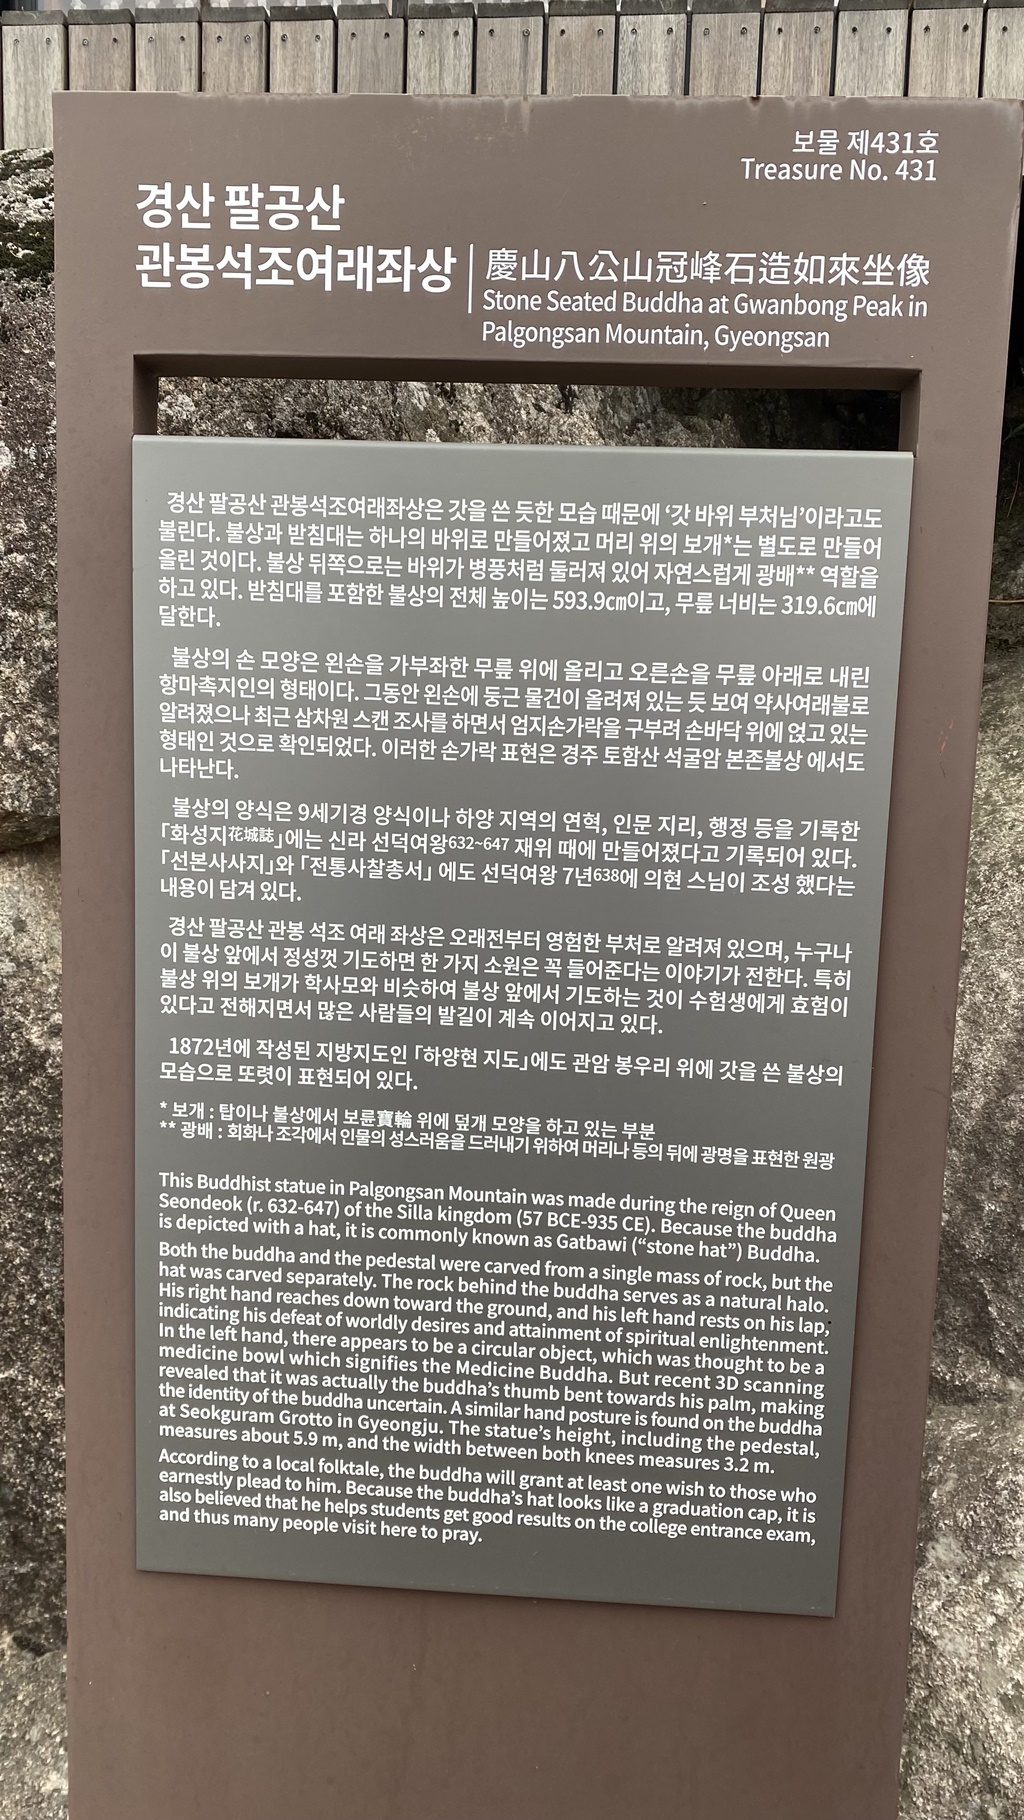 보물 제431호
Treasure No. 431
경산 팔공산
관봉석조여래좌상
慶山八公山冠峰石造如來坐像
Stone Seated Buddha at Gwanbong Peak in
Palgongsan Mountain, Gyeongsan
경산 팔공산 관봉석조여래좌상은 갓을 쓴 듯한 모습 때문에 ‘갓 바위 부처님’이라고도
불린다. 불상과 받침대는 하나의 바위로 만들어졌고 머리 위의 보개*는 별도로 만들어
올린 것이다. 불상 뒤쪽으로는 바위가 병풍처럼 둘러져 있어 자연스럽게 광배** 역할을
하고 있다. 받침대를 포함한 불상의 전체 높이는 593.9㎝이고, 무릎 너비는 319.6㎝에
달한다.
불상의 손 모양은 왼손을 가부좌한 무릎 위에 올리고 오른손을 무릎 아래로 내린
항마촉지인의 형태이다. 그동안 왼손에 둥근 물건이 올려져 있는 듯 보여 약사여래불로
알려졌으나 최근 삼차원 스캔 조사를 하면서 엄지손가락을 구부려 손바닥 위에 얹고 있는
형태인 것으로 확인되었다. 이러한 손가락 표현은 경주 토함산 석굴암 본존불상 에서도
나타난다.
불상의 양식은 9세기경 양식이나 하양 지역의 연혁, 인문 지리, 행정 등을 기록한
「화성지花城誌」에는 신라 선덕여왕632~647 재위 때에 만들어졌다고 기록되어 있다.
「선본사사지」와 「전통사찰총서」 에도 선덕여왕 7년638에 의현 스님이 조성 했다는
내용이 담겨 있다.
경산 팔공산 관봉 석조 여래 좌상은 오래전부터 영험한 부처로 알려져 있으며, 누구나
이 불상 앞에서 정성껏 기도하면 한 가지 소원은 꼭 들어준다는 이야기가 전한다. 특히
불상 위의 보개가 학사모와 비슷하여 불상 앞에서 기도하는 것이 수험생에게 효험이
있다고 전해지면서 많은 사람들의 발길이 계속 이어지고 있다.
1872년에 작성된 지방지도인 「하양현 지도」에도 관암 봉우리 위에 갓을 쓴 불상의
모습으로 또렷이 표현되어 있다.
* 보개 : 탑이나 불상에서 보륜寶輪 위에 덮개 모양을 하고 있는 부분
** 광배 : 회화나 조각에서 인물의 성스러움을 드러내기 위하여 머리나 등의 뒤에 광명을 표현한 원광
This Buddhist statue in Palgongsan Mountain was made during the reign of Queen
Seondeok (r. 632-647) of the Silla kingdom (57 BCE-935 CE). Because the buddha
is depicted with a hat, it is commonly known as Gatbawi (“stone hat”) Buddha.
Both the buddha and the pedestal were carved from a single mass of rock, but the
hat was carved separately. The rock behind the buddha serves as a natural halo.
His right hand reaches down toward the ground, and his left hand rests on his lap,
indicating his defeat of worldly desires and attainment of spiritual enlightenment.
In the left hand, there appears to be a circular object, which was thought to be a
medicine bowl which signifies the Medicine Buddha. But recent 3D scanning
revealed that it was actually the buddha’s thumb bent towards his palm, making
the identity of the buddha uncertain. A similar hand posture is found on the buddha
at Seokguram Grotto in Gyeongju. The statue’s height, including the pedestal,
measures about 5.9 m, and the width between both knees measures 3.2 m.
According to a local folktale, the buddha will grant at least one wish to those who
earnestly plead to him. Because the buddha’s hat looks like a graduation cap, it is
also believed that he helps students get good results on the college entrance exam,
and thus many people visit here to pray.